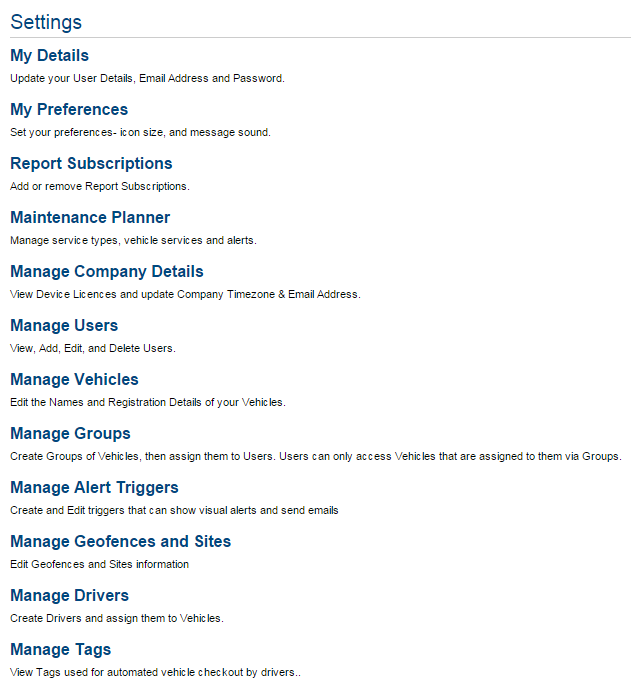 Settings
My Details
Update your User Details, Email Address and Password.
My Preferences
Set your preferences- icon size, and message sound.
Report Subscriptions
Add or remove Report Subscriptions.
Maintenance Planner
Manage service types, vehicle services and alerts.
Manage Company Details
View Device Licences and update Company Timezone & Email Address.
Manage Users
View, Add, Edit, and Delete Users.
Manage Vehicles
Edit the Names and Registration Details of your Vehicles.
Manage Groups
Create Groups of Vehicles, then assign them to Users. Users can only access Vehicles that are assigned to them via Groups.
Manage Alert Triggers
Create and Edit triggers that can show visual alerts and send emails
Manage Geofences and Sites
Edit Geofences and Sites information
Manage Drivers
Create Drivers and assign them to Vehicles.
Manage Tags
View Tags used for automated vehicle checkout by drivers..